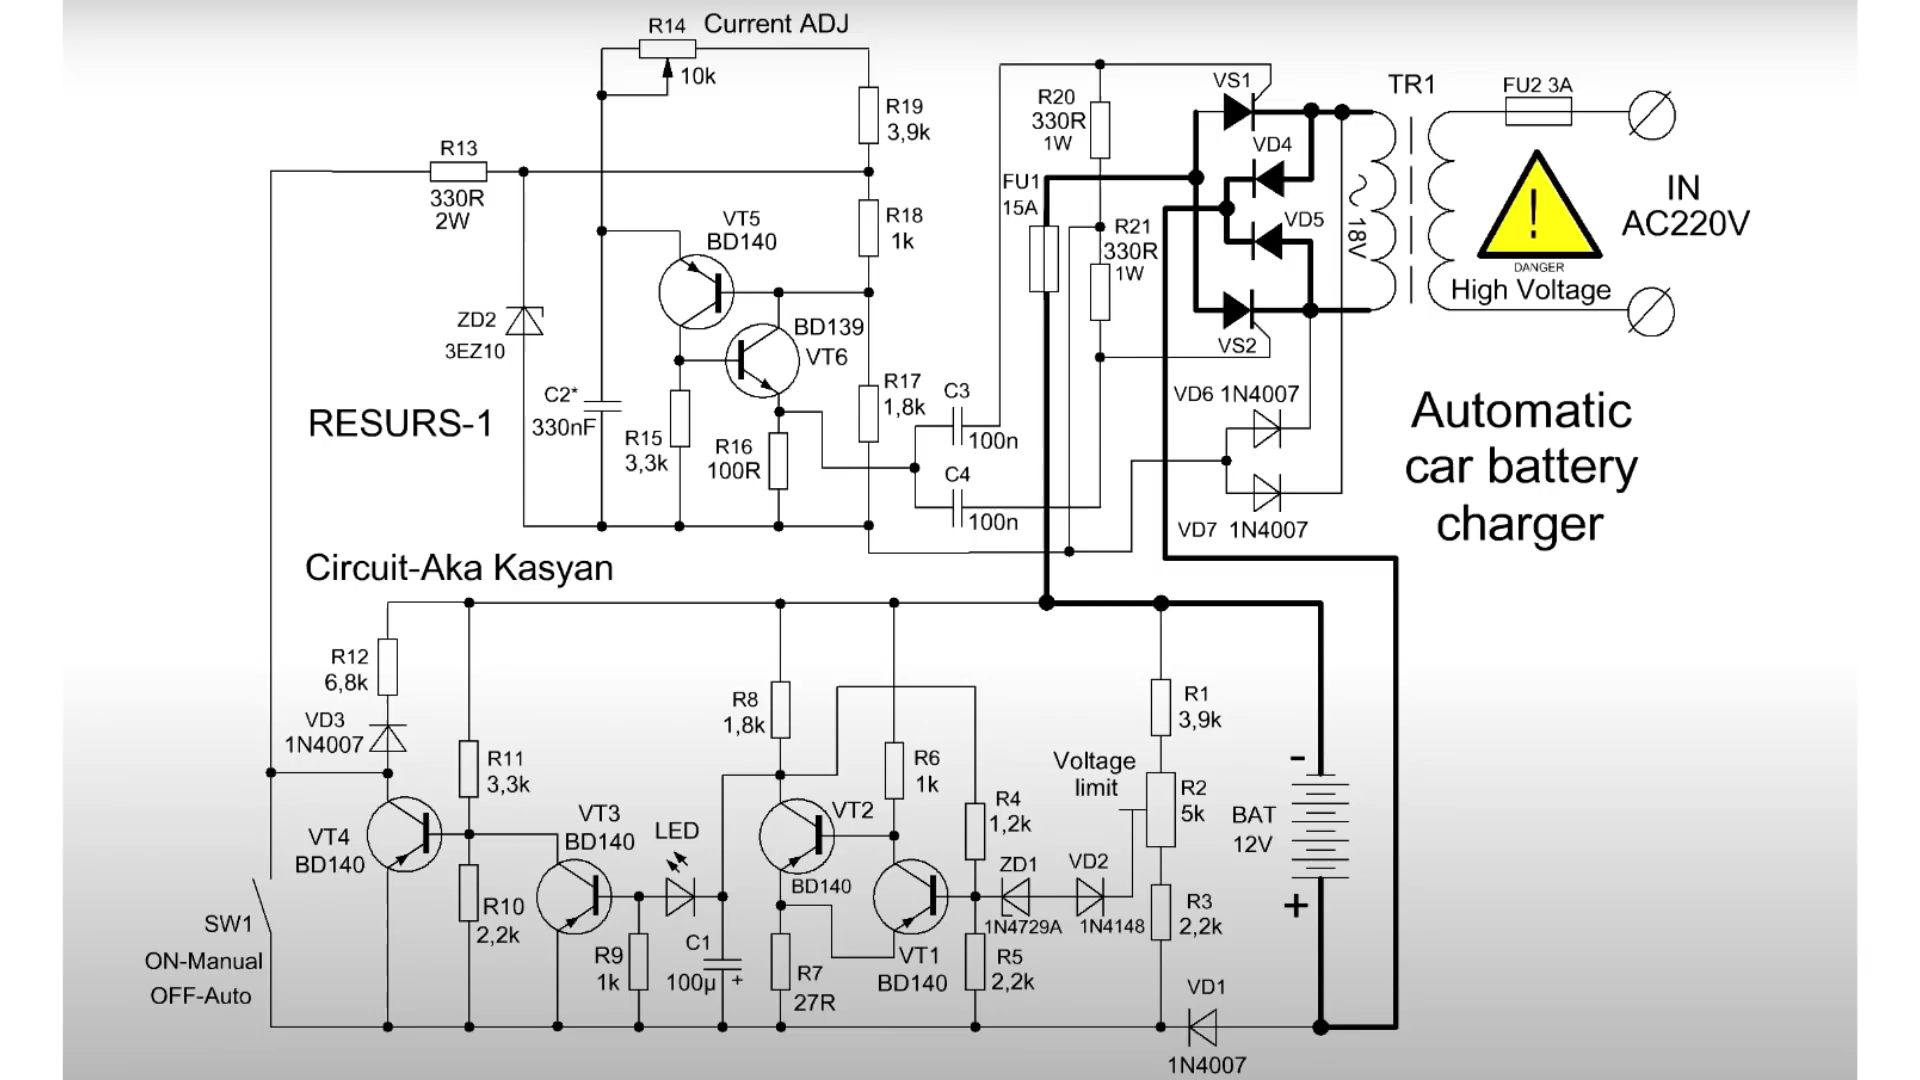 R14 Current ADJ
10k
R19
3,9k
R13
330R
2W
R18
1k
VT5
BD140
ZD2
3EZ10
BD139
VT6
C2*
330nF
R15
3,3k
R16
100R
R17
1,8k
C3
100n
C4
100n
RESURS-1
R20
330R
1W
FU1
15A
R21
330R
1W
VS1
VD4
VD5
VS2
18V
TR1
FU2 3A
!
DANGER
High Voltage
IN
AC220V
VD6 1N4007
VD7 1N4007
Automatic
car battery
charger
Circuit-Aka Kasyan
R12
6,8k
VD3
1N4007
R11
3,3k
VT4
BD140
R10
2,2k
VT3
BD140
LED
R9
1k
C1
100µ +
R8
1,8k
VT2
BD140
R7
27R
R6
1k
VT1
BD140
R4
1,2k
ZD1
1N4729A
VD2
1N4148
R5
2,2k
Voltage
limit
R1
3,9k
R2
5k
R3
2,2k
VD1
1N4007
-
BAT
12V
+
SW1
ON-Manual
OFF-Auto